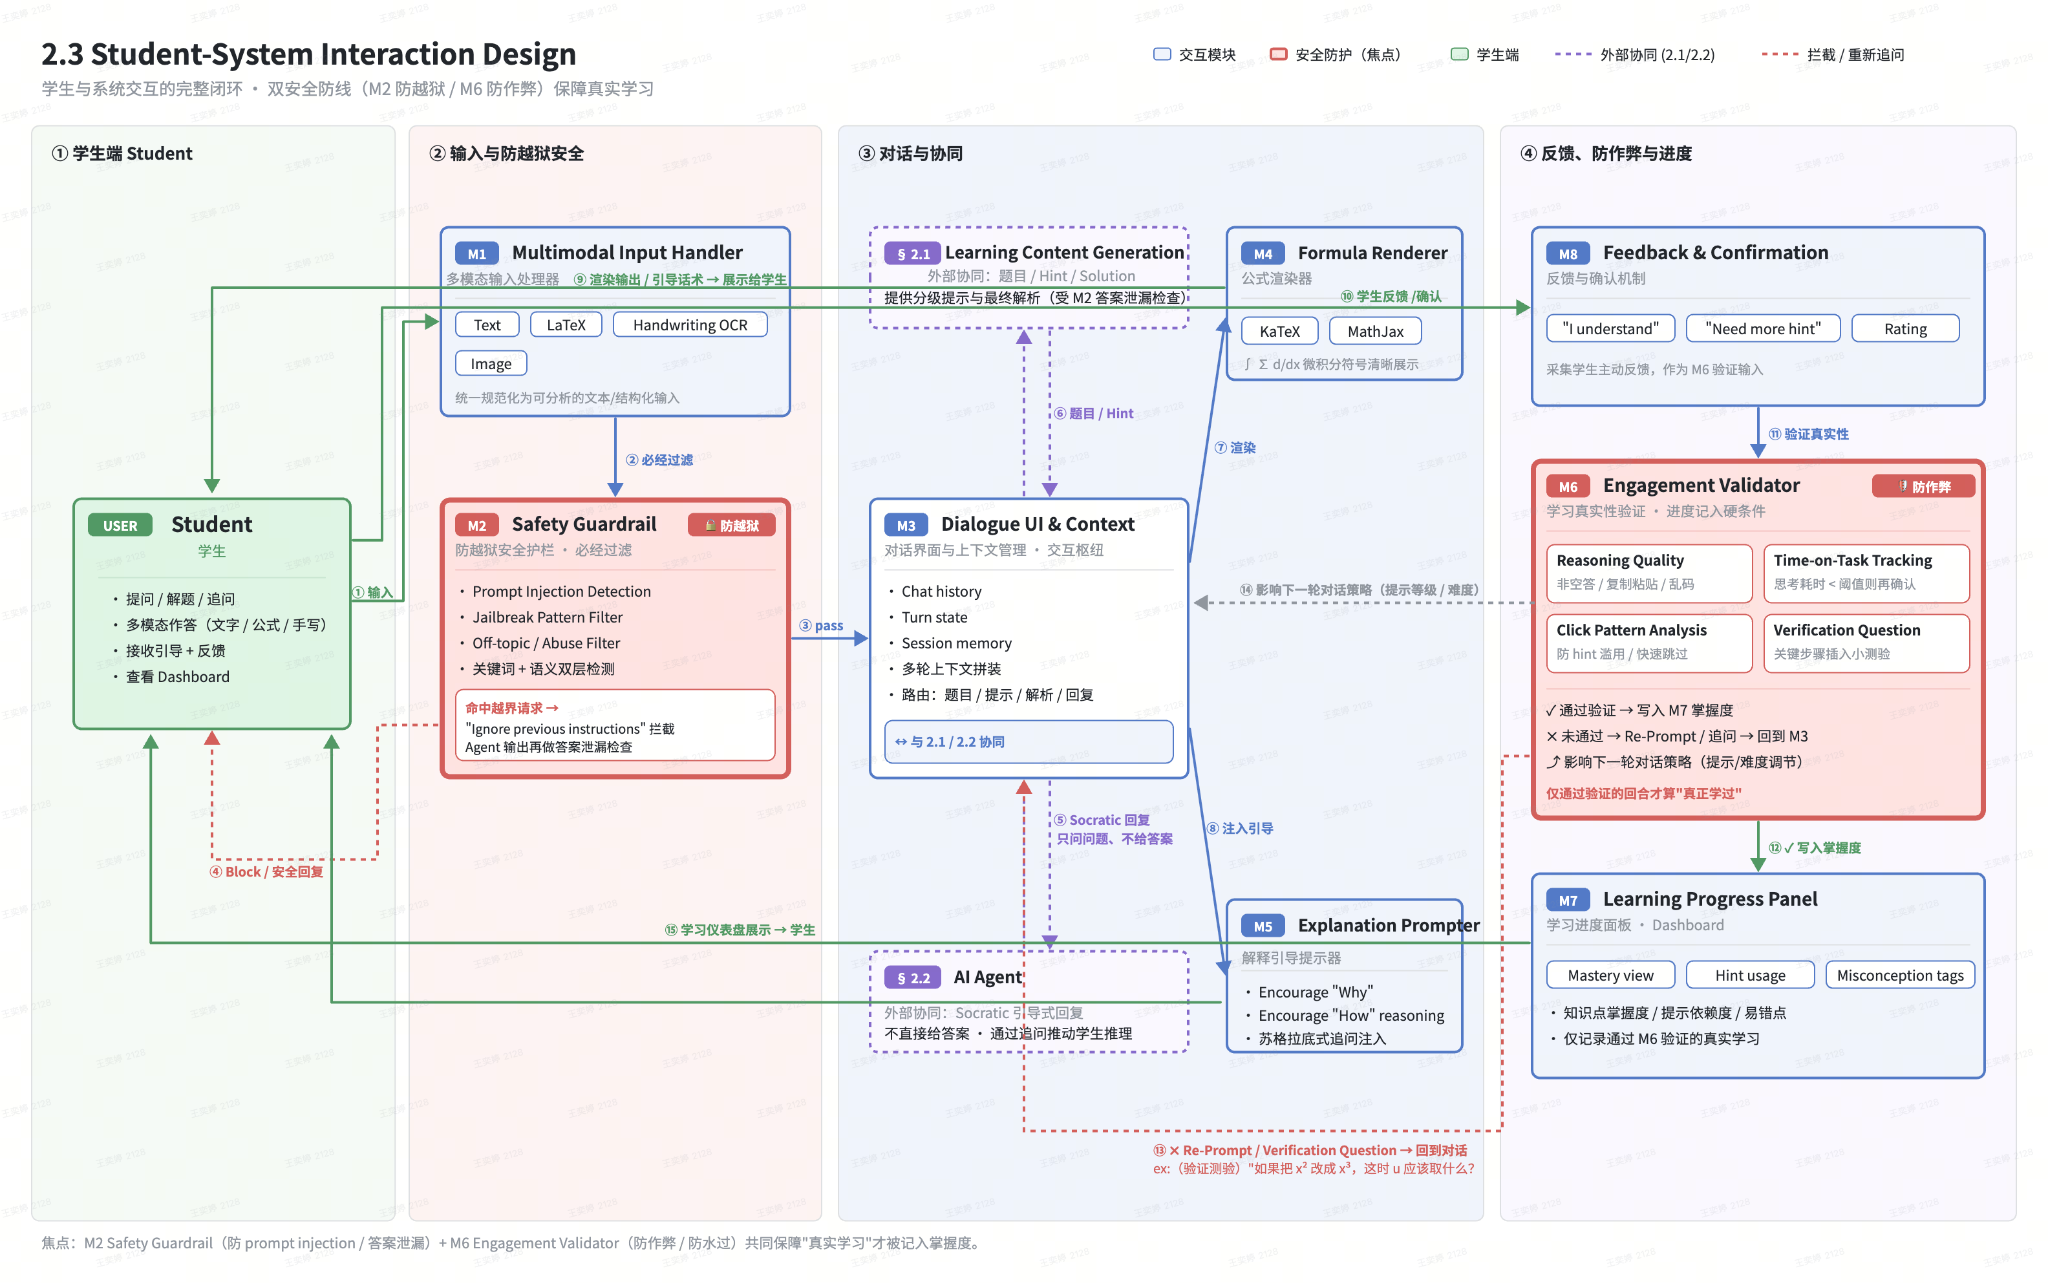 2.3 Student-System Interaction Design
学生与系统交互的完整闭环 · 双安全防线（M2 防越狱 / M6 防作弊）保障真实学习
交互模块
安全防护（焦点）
学生端
外部协同 (2.1/2.2)
拦截 / 重新追问
① 学生端 Student
USER Student
学生
· 提问 / 解题 / 追问
· 多模态作答（文字 / 公式 / 手写）
· 接收引导 + 反馈
· 查看 Dashboard
① 输入
④ Block / 安全回复
② 输入与防越狱安全
M1 Multimodal Input Handler
多模态输入处理器
⑨ 渲染输出 / 引导话术 → 展示给学生
Text LaTeX Handwriting OCR
Image
统一规范化为可分析的文本/结构化输入
② 必经过滤
M2 Safety Guardrail 防越狱
防越狱安全护栏 · 必经过滤
· Prompt Injection Detection
· Jailbreak Pattern Filter
· Off-topic / Abuse Filter
· 关键词 + 语义双层检测
命中越界请求 →
"Ignore previous instructions" 拦截
Agent 输出再做答案泄漏检查
③ pass
⑮ 学习仪表盘展示 → 学生
③ 对话与协同
§ 2.1 Learning Content Generation
外部协同：题目 / Hint / Solution
提供分级提示与最终解析（受 M2 答案泄漏检查）
M4 Formula Renderer
公式渲染器
⑩ 学生反馈 /确认
KaTeX MathJax
∫ Σ d/dx 微积分符号清晰展示
⑥ 题目 / Hint
⑦ 渲染
M3 Dialogue UI & Context
对话界面与上下文管理 · 交互枢纽
· Chat history
· Turn state
· Session memory
· 多轮上下文拼装
· 路由：题目 / 提示 / 解析 / 回复
↔ 与 2.1 / 2.2 协同
⑭ 影响下一轮对话策略（提示等级 / 难度）
⑤ Socratic 回复
只问问题、不给答案
⑧ 注入引导
§ 2.2 AI Agent
外部协同：Socratic 引导式回复
不直接给答案 · 通过追问推动学生推理
M5 Explanation Prompter
解释引导提示器
· Encourage "Why"
· Encourage "How" reasoning
· 苏格拉底式追问注入
⑬ ✕ Re-Prompt / Verification Question → 回到对话
ex:（验证测验）"如果把 x² 改成 x³，这时 u 应该取什么？
④ 反馈、防作弊与进度
M8 Feedback & Confirmation
反馈与确认机制
"I understand" "Need more hint" Rating
采集学生主动反馈，作为 M6 验证输入
⑪ 验证真实性
M6 Engagement Validator 防作弊
学习真实性验证 · 进度记入硬条件
Reasoning Quality
非空答 / 复制粘贴 / 乱码
Time-on-Task Tracking
思考耗时 < 阈值则再确认
Click Pattern Analysis
防 hint 滥用 / 快速跳过
Verification Question
关键步骤插入小测验
✓ 通过验证 → 写入 M7 掌握度
✕ 未通过 → Re-Prompt / 追问 → 回到 M3
⤴ 影响下一轮对话策略（提示/难度调节）
仅通过验证的回合才算"真正学过"
⑫ ✓ 写入掌握度
M7 Learning Progress Panel
学习进度面板 · Dashboard
Mastery view Hint usage Misconception tags
· 知识点掌握度 / 提示依赖度 / 易错点
· 仅记录通过 M6 验证的真实学习
焦点：M2 Safety Guardrail（防 prompt injection / 答案泄漏）+ M6 Engagement Validator（防作弊 / 防水过）共同保障"真实学习"才被记入掌握度。